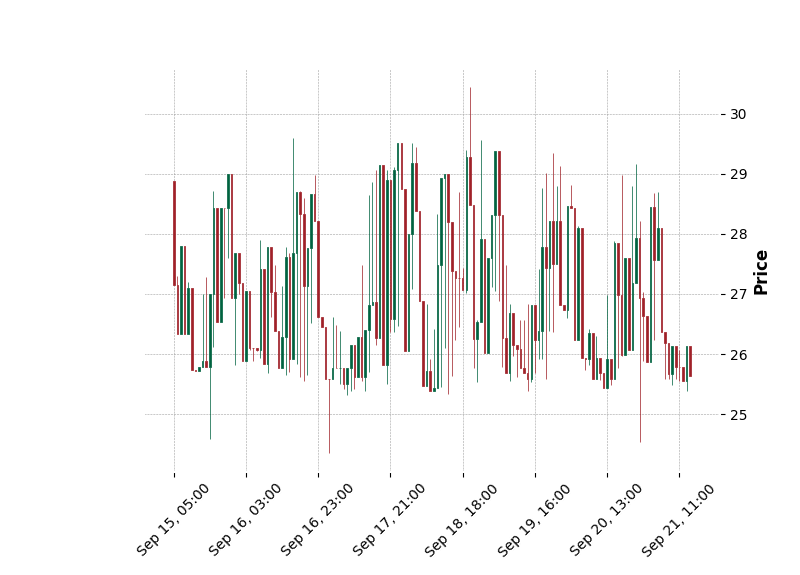 30
29
28
27
26
25
Price
Sep 15, 05:00
Sep 16, 03:00
Sep 16, 23:00
Sep 17, 21:00
Sep 18, 18:00
Sep 19, 16:00
Sep 20, 13:00
Sep 21, 11:00